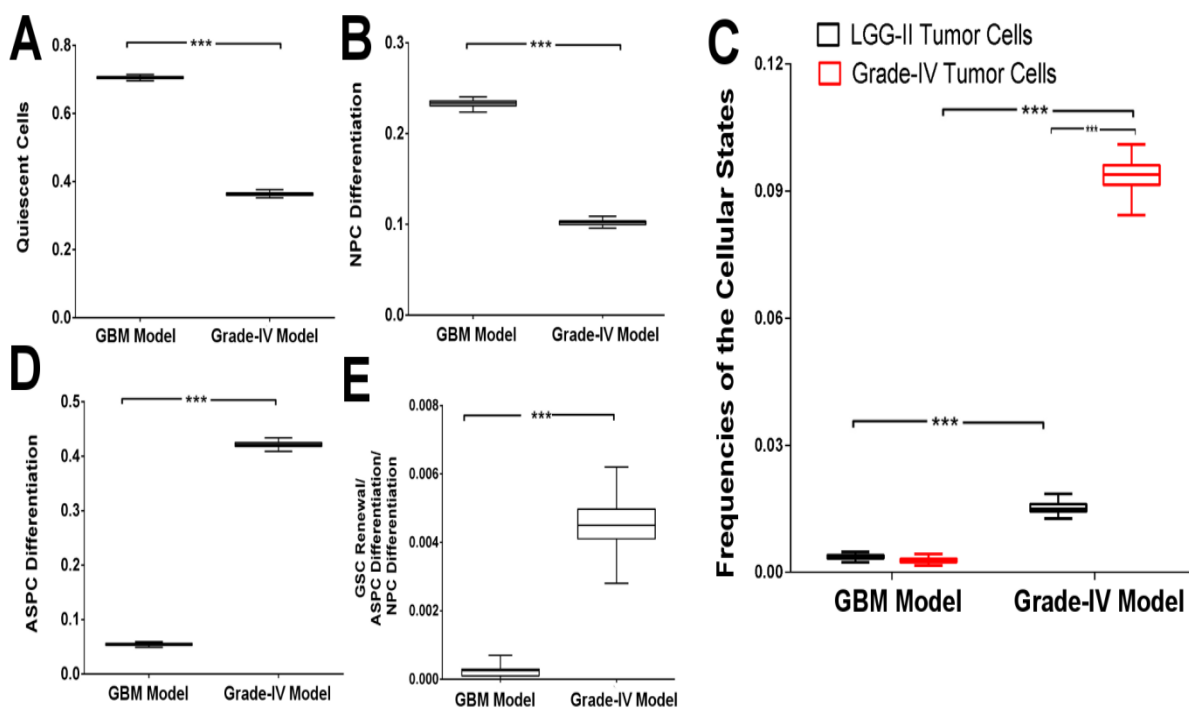 A
Quiescent Cells
0.8
0.6
0.4
0.2
0.0
***
GBM Model
Grade-IV Model
B
NPC Differentiation
0.3
0.2
0.1
0.0
***
GBM Model
Grade-IV Model
C
LGG-II Tumor Cells
Grade-IV Tumor Cells
Frequencies of the Cellular States
0.12
0.09
0.06
0.03
0.00
***
***
***
GBM Model
Grade-IV Model
D
ASPC Differentiation
0.5
0.4
0.3
0.2
0.1
0.0
***
GBM Model
Grade-IV Model
E
GSC Renewal/
ASPC Differentiation/
NPC Differentiation
0.008
0.006
0.004
0.002
0.000
***
GBM Model
Grade-IV Model